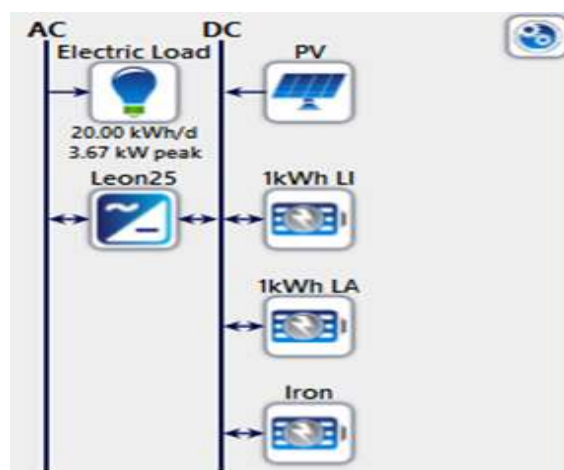 AC DC
Electric Load PV
20.00 kWh/d
3.67 kW peak
Leon25 1kWh LI
1kWh LA
Iron